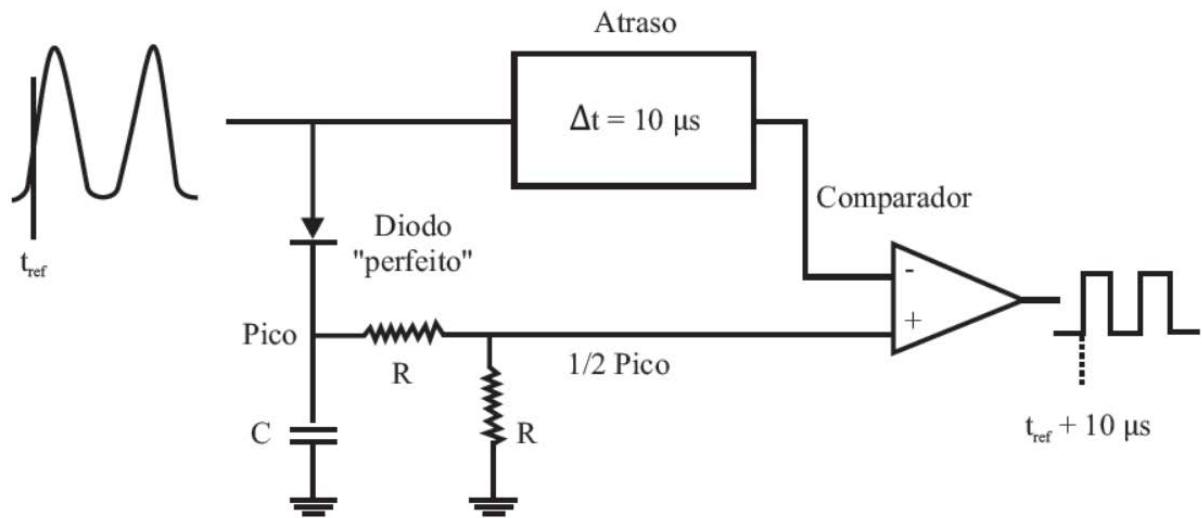 Atraso
Δt = 10 μs
t_ref
Diodo
"perfeito"
Comparador
-
+
Pico
R
1/2 Pico
C
R
t_ref + 10 μs